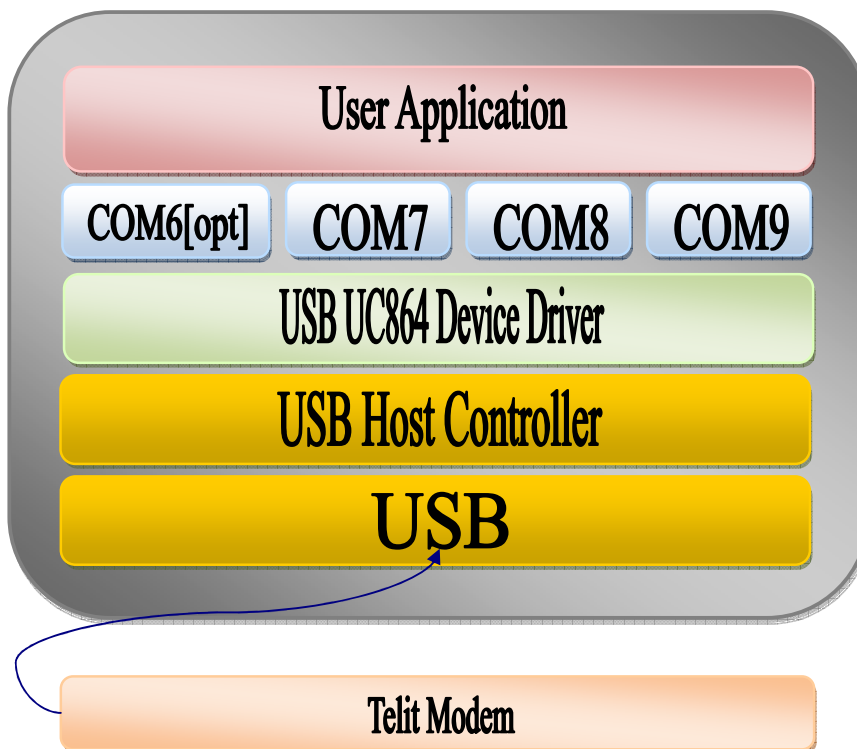 User Application
COM6[opt] COM7 COM8 COM9
USB UC864 Device Driver
USB Host Controller
USB
Telit Modem